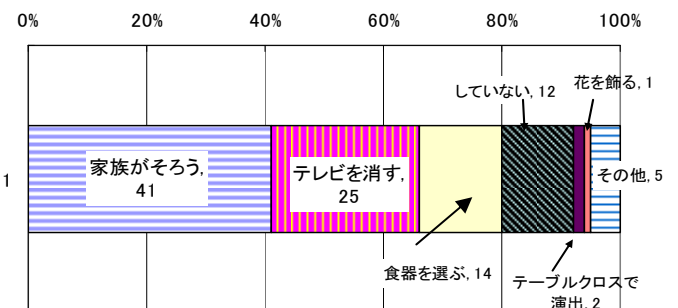 0% 20% 40% 60% 80% 100%
していない, 12
花を飾る, 1
1
家族がそろう,
41
テレビを消す,
25
その他, 5
食器を選ぶ, 14
テーブルクロスで
演出, 2